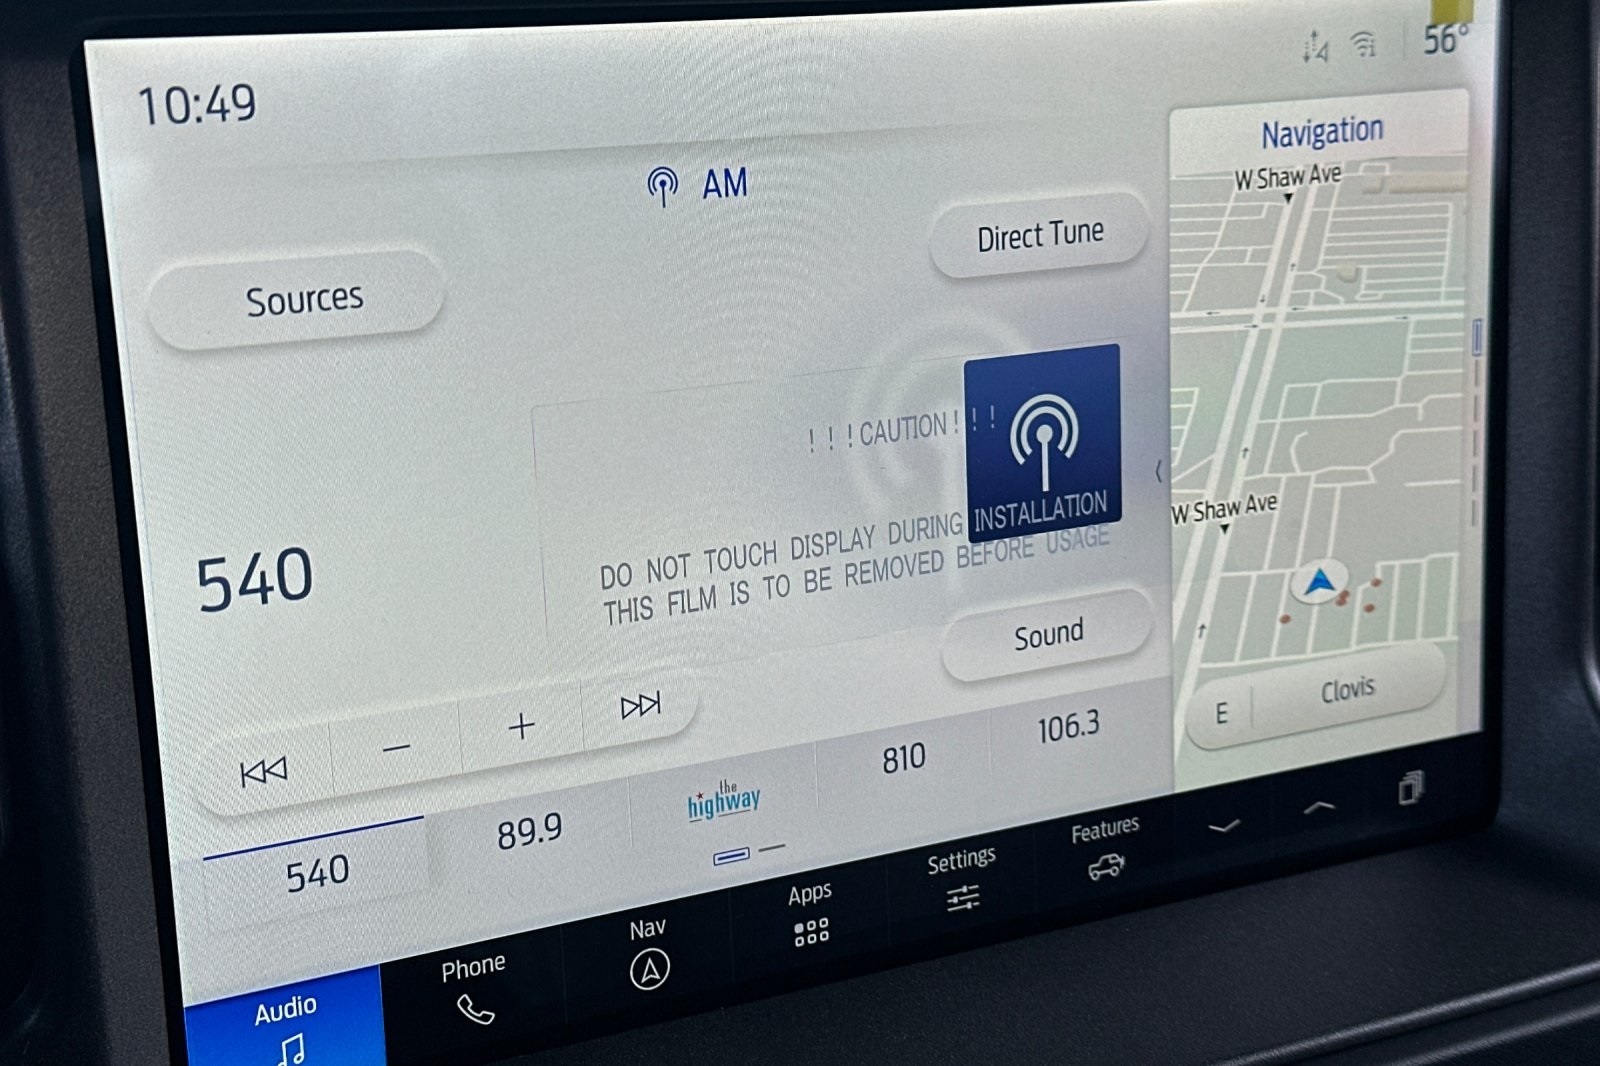 10:49
56°
AM
Navigation
W Shaw Ave
Direct Tune
Sources
! ! ! CAUTION ! ! !
DO NOT TOUCH DISPLAY DURING INSTALLATION
THIS FILM IS TO BE REMOVED BEFORE USAGE
W Shaw Ave
540
Sound
E
Clovis
540
89.9
the
highway
810
106.3
Audio
Phone
Nav
Apps
Settings
Features